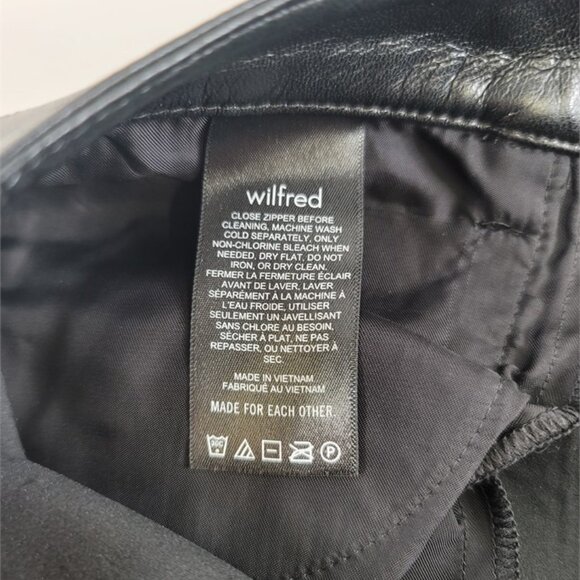 wilfred
CLOSE ZIPPER BEFORE
CLEANING, MACHINE WASH
COLD SEPARATELY, ONLY
NON-CHLORINE BLEACH WHEN
NEEDED, DRY FLAT, DO NOT
IRON, OR DRY CLEAN.
FERMER LA FERMETURE ÉCLAIR
AVANT DE LAVER, LAVER
SÉPARÉMENT À LA MACHINE À
L'EAU FROIDE, UTILISER
SEULEMENT UN JAVELLISANT
SANS CHLORE AU BESOIN,
SÉCHER À PLAT, NE PAS
REPASSER, OU NETTOYER À
SEC.
MADE IN VIETNAM
FABRIQUÉ AU VIETNAM
MADE FOR EACH OTHER.
30C P